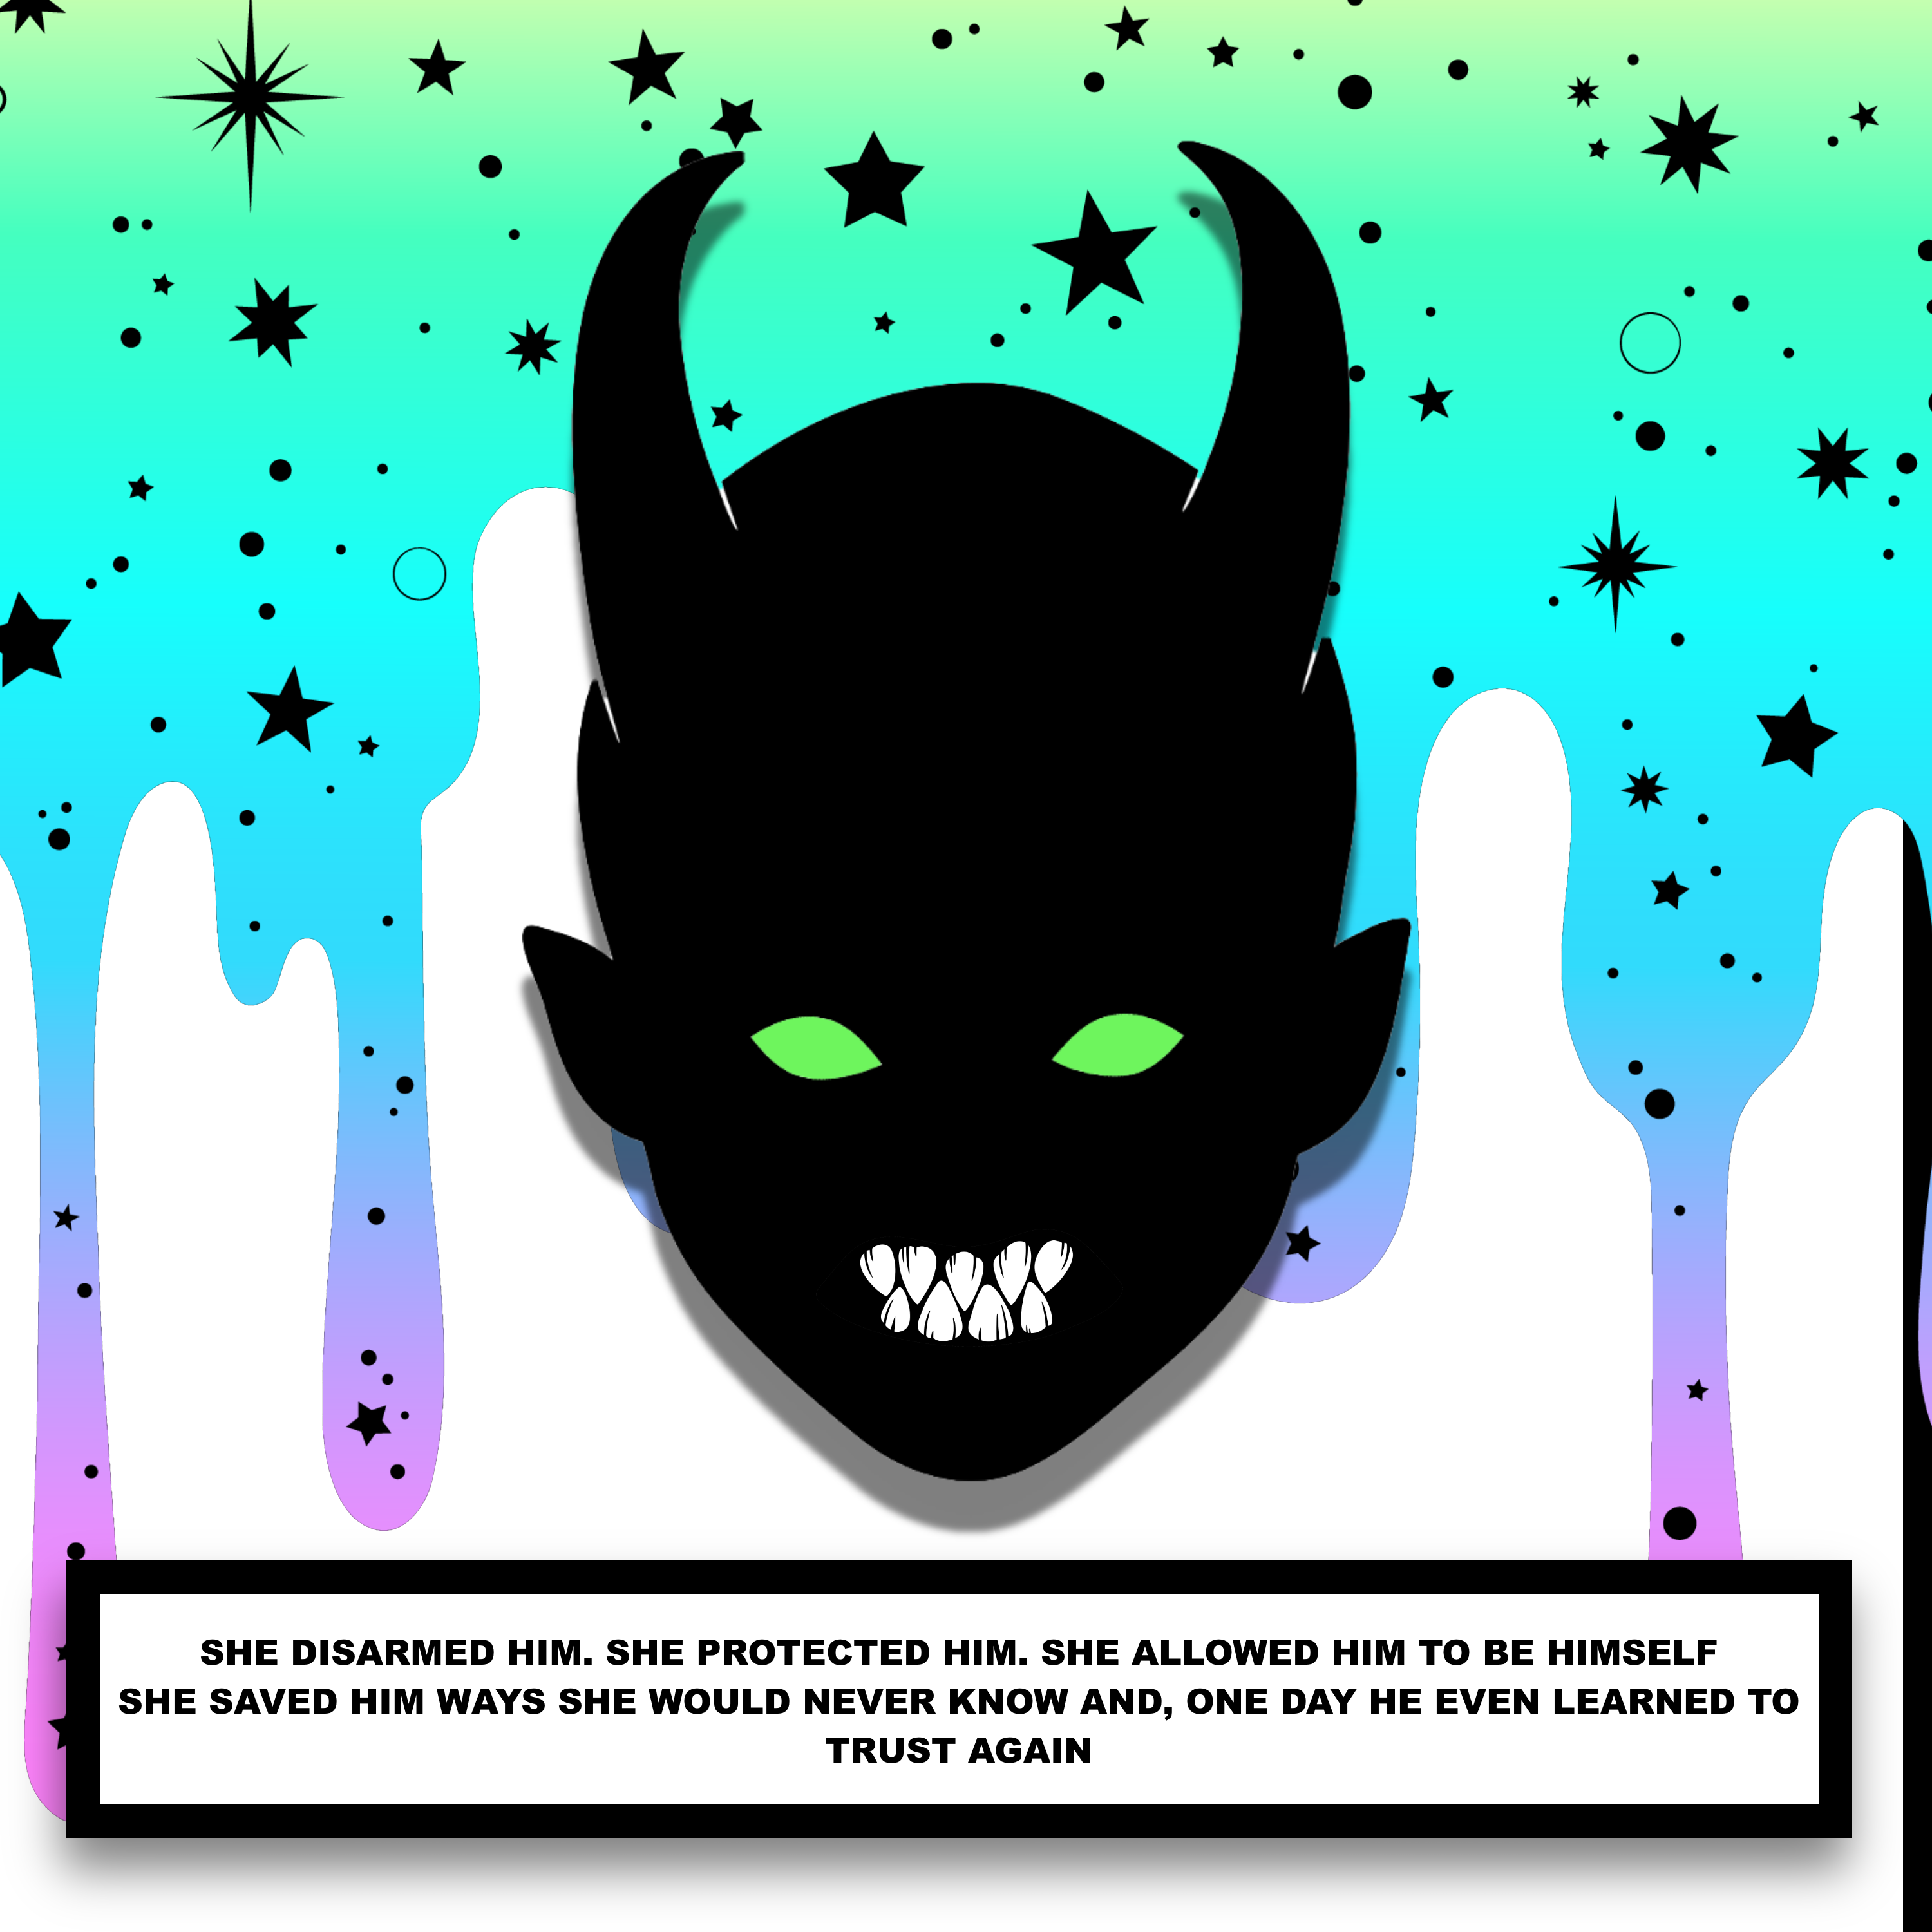 SHE DISARMED HIM. SHE PROTECTED HIM. SHE ALLOWED HIM TO BE HIMSELF
SHE SAVED HIM WAYS SHE WOULD NEVER KNOW AND, ONE DAY HE EVEN LEARNED TO
TRUST AGAIN